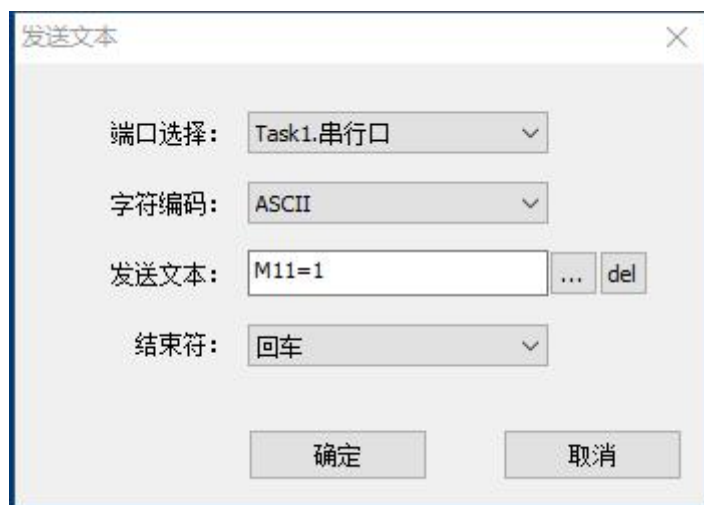 发送文本
端口选择： Task1.串行口
字符编码： ASCII
发送文本： M11=1 ... del
结束符： 回车
确定 取消